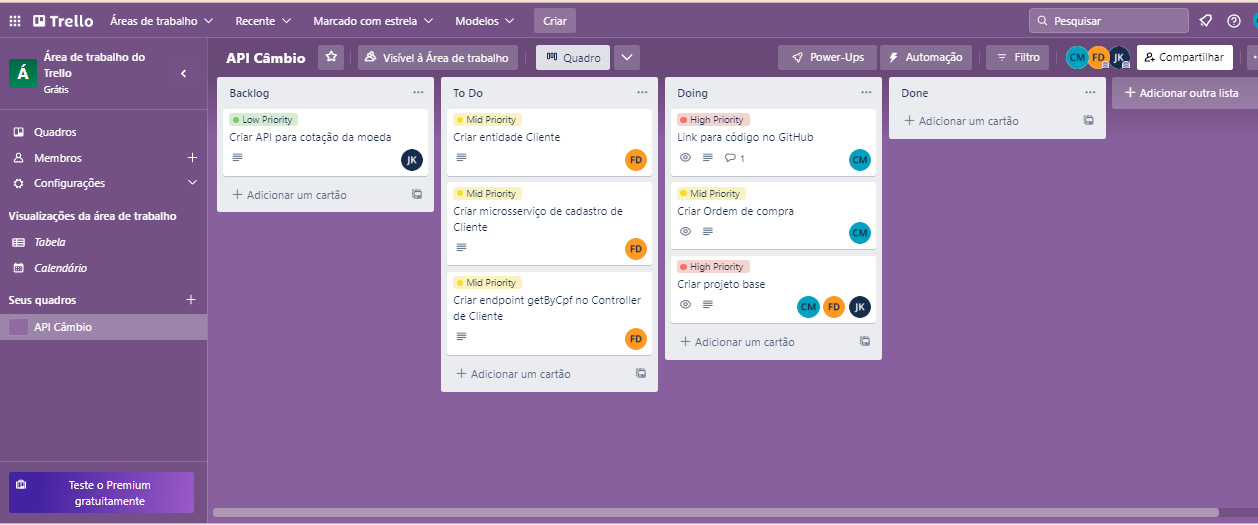 Trello
Áreas de trabalho
Recente
Marcado com estrela
Modelos
Criar
Pesquisar
Á
Área de trabalho do
Trello
Grátis
API Câmbio
Visível à Área de trabalho
Quadro
Power-Ups
Automação
Filtro
CM
FD
JK
Compartilhar
Quadros
Membros
Configurações
Visualizações da área de trabalho
Tabela
Calendário
Seus quadros
API Câmbio
Teste o Premium
gratuitamente
Backlog
Low Priority
Criar API para cotação da moeda
JK
Adicionar um cartão
To Do
Mid Priority
Criar entidade Cliente
FD
Mid Priority
Criar microsserviço de cadastro de
Cliente
FD
Mid Priority
Criar endpoint getByCpf no Controller
de Cliente
FD
Adicionar um cartão
Doing
High Priority
Link para código no GitHub
1
CM
Mid Priority
Criar Ordem de compra
CM
High Priority
Criar projeto base
CM
FD
JK
Adicionar um cartão
Done
Adicionar um cartão
Adicionar outra lista